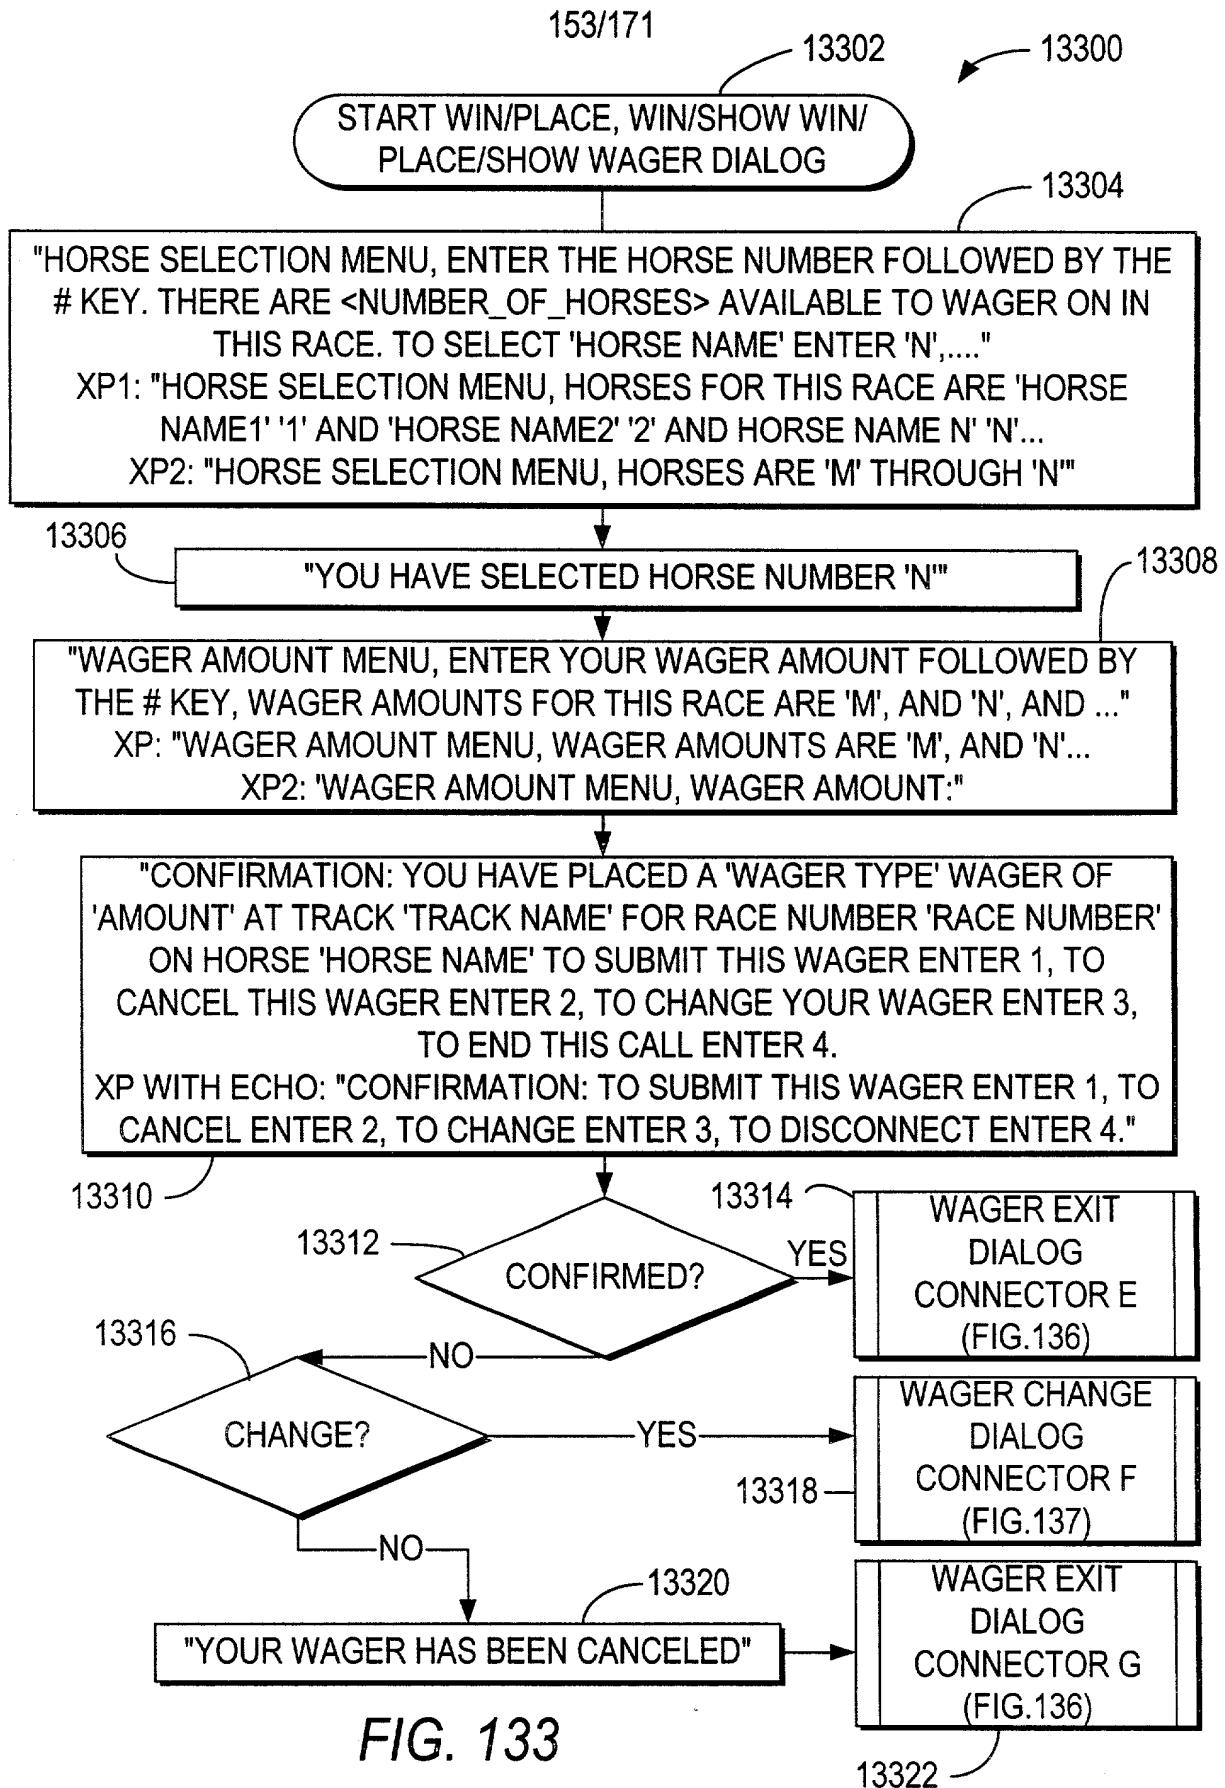 153/171
13302
13300
START WIN/PLACE, WIN/SHOW WIN/
PLACE/SHOW WAGER DIALOG
13304
"HORSE SELECTION MENU, ENTER THE HORSE NUMBER FOLLOWED BY THE
# KEY. THERE ARE <NUMBER_OF_HORSES> AVAILABLE TO WAGER ON IN
THIS RACE. TO SELECT 'HORSE NAME' ENTER 'N',...."
XP1: "HORSE SELECTION MENU, HORSES FOR THIS RACE ARE 'HORSE
NAME1' '1' AND 'HORSE NAME2' '2' AND HORSE NAME N' 'N'...
XP2: "HORSE SELECTION MENU, HORSES ARE 'M' THROUGH 'N'"
13306
"YOU HAVE SELECTED HORSE NUMBER 'N'"
13308
"WAGER AMOUNT MENU, ENTER YOUR WAGER AMOUNT FOLLOWED BY
THE # KEY, WAGER AMOUNTS FOR THIS RACE ARE 'M', AND 'N', AND ..."
XP: "WAGER AMOUNT MENU, WAGER AMOUNTS ARE 'M', AND 'N'...
XP2: 'WAGER AMOUNT MENU, WAGER AMOUNT:"
"CONFIRMATION: YOU HAVE PLACED A 'WAGER TYPE' WAGER OF
'AMOUNT' AT TRACK 'TRACK NAME' FOR RACE NUMBER 'RACE NUMBER'
ON HORSE 'HORSE NAME' TO SUBMIT THIS WAGER ENTER 1, TO
CANCEL THIS WAGER ENTER 2, TO CHANGE YOUR WAGER ENTER 3,
TO END THIS CALL ENTER 4.
XP WITH ECHO: "CONFIRMATION: TO SUBMIT THIS WAGER ENTER 1, TO
CANCEL ENTER 2, TO CHANGE ENTER 3, TO DISCONNECT ENTER 4."
13310
13312
CONFIRMED?
YES
13314
WAGER EXIT
DIALOG
CONNECTOR E
(FIG.136)
NO
13316
CHANGE?
YES
13318
WAGER CHANGE
DIALOG
CONNECTOR F
(FIG.137)
NO
13320
"YOUR WAGER HAS BEEN CANCELED"
WAGER EXIT
DIALOG
CONNECTOR G
(FIG.136)
13322
FIG. 133